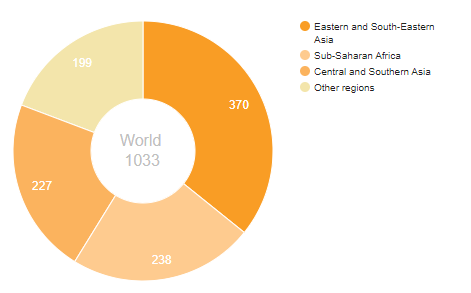 199
370
World
1033
227
238
Eastern and South-Eastern
Asia
Sub-Saharan Africa
Central and Southern Asia
Other regions